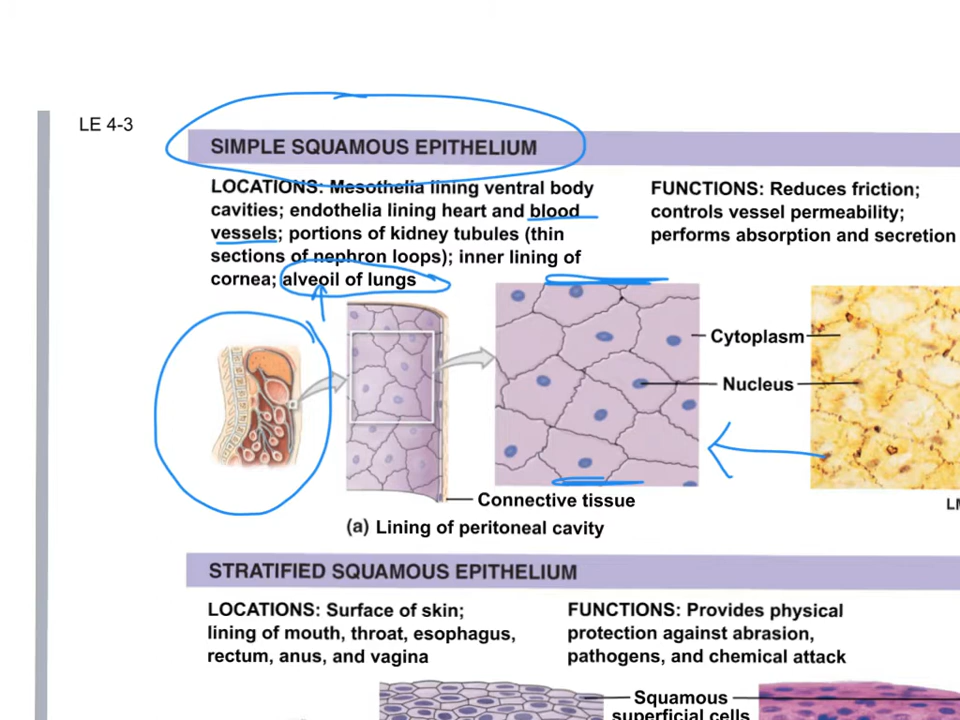 LE 4-3
SIMPLE SQUAMOUS EPITHELIUM
LOCATIONS: Mesothelia lining ventral body
cavities; endothelia lining heart and blood
vessels; portions of kidney tubules (thin
sections of nephron loops); inner lining of
cornea; alveoil of lungs
FUNCTIONS: Reduces friction;
controls vessel permeability;
performs absorption and secretion
Cytoplasm
Nucleus
Connective tissue
LM
(a) Lining of peritoneal cavity
STRATIFIED SQUAMOUS EPITHELIUM
LOCATIONS: Surface of skin;
lining of mouth, throat, esophagus,
rectum, anus, and vagina
FUNCTIONS: Provides physical
protection against abrasion,
pathogens, and chemical attack
Squamous
superficial cells